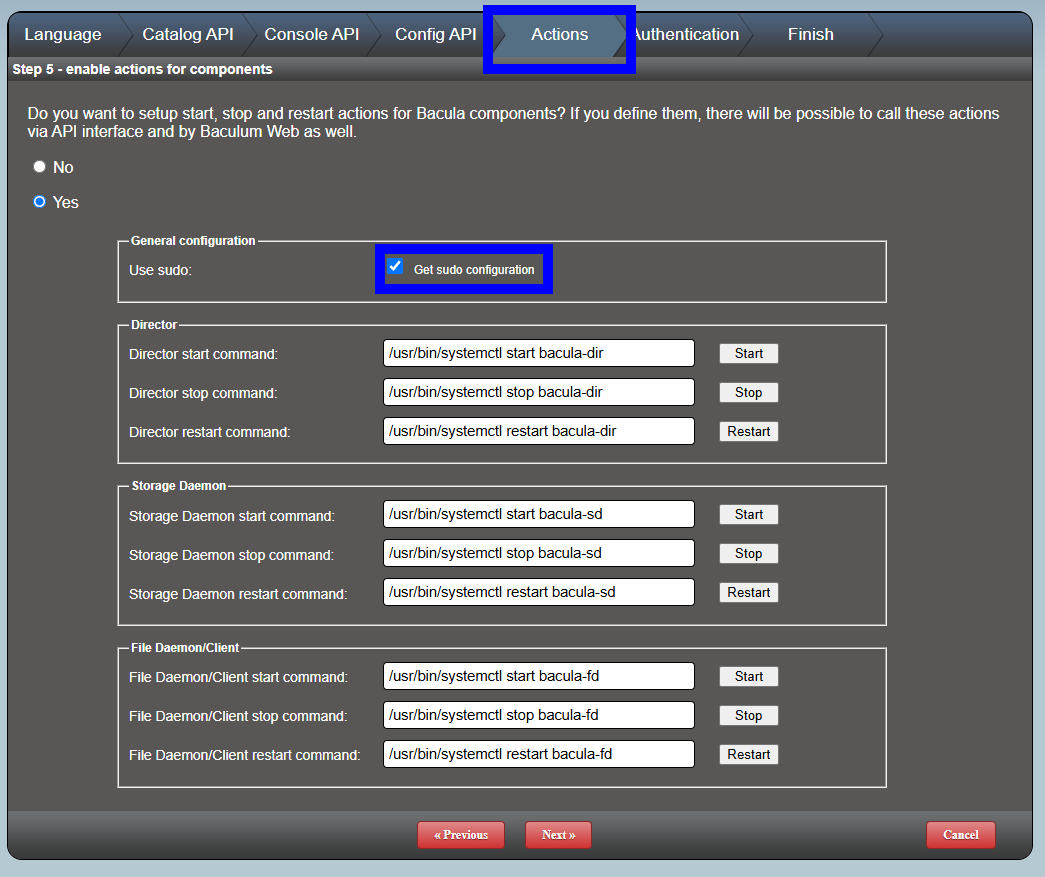 Language Catalog API Console API Config API Actions Authentication Finish
Step 5 - enable actions for components
Do you want to setup start, stop and restart actions for Bacula components? If you define them, there will be possible to call these actions
via API interface and by Baculum Web as well.
No
Yes
General configuration
Use sudo: Get sudo configuration
Director
Director start command: /usr/bin/systemctl start bacula-dir Start
Director stop command: /usr/bin/systemctl stop bacula-dir Stop
Director restart command: /usr/bin/systemctl restart bacula-dir Restart
Storage Daemon
Storage Daemon start command: /usr/bin/systemctl start bacula-sd Start
Storage Daemon stop command: /usr/bin/systemctl stop bacula-sd Stop
Storage Daemon restart command: /usr/bin/systemctl restart bacula-sd Restart
File Daemon/Client
File Daemon/Client start command: /usr/bin/systemctl start bacula-fd Start
File Daemon/Client stop command: /usr/bin/systemctl stop bacula-fd Stop
File Daemon/Client restart command: /usr/bin/systemctl restart bacula-fd Restart
« Previous Next » Cancel